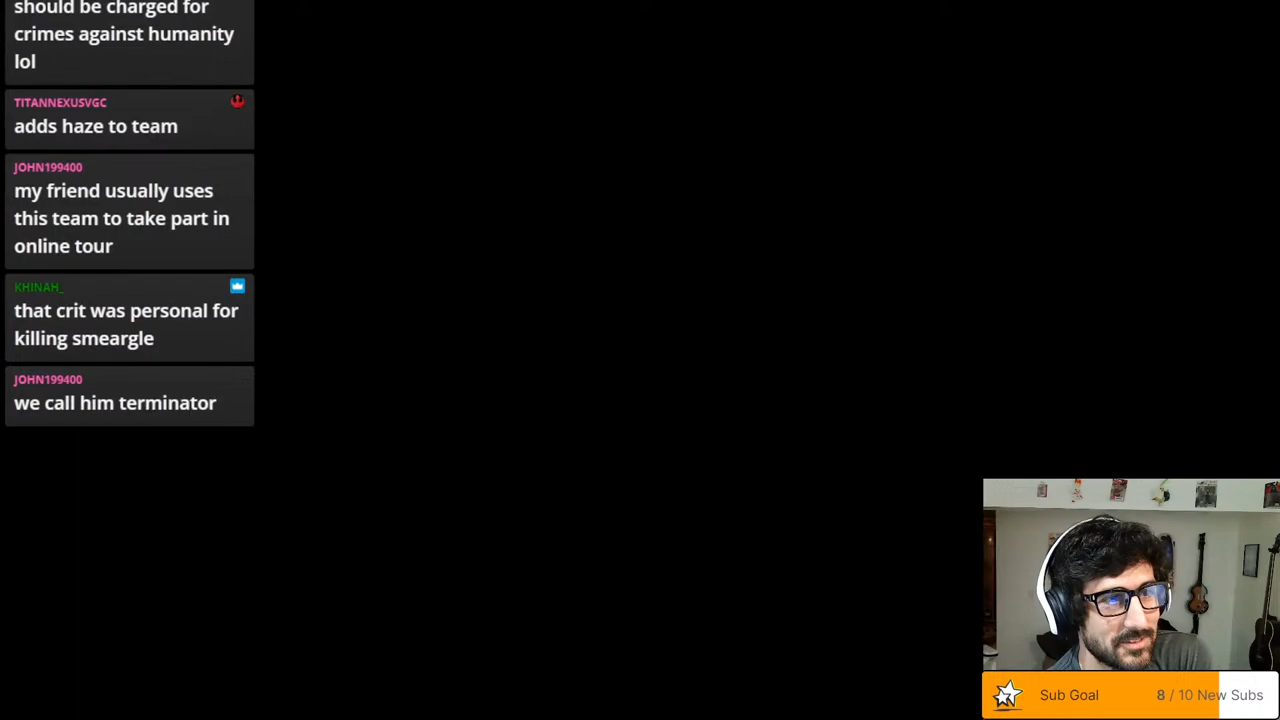 should be charged for
crimes against humanity
lol
TITANNEXUSVGC
adds haze to team
JOHN199400
my friend usually uses
this team to take part in
online tour
KHINAH_
that crit was personal for
killing smeargle
JOHN199400
we call him terminator
Sub Goal 8 / 10 New Subs